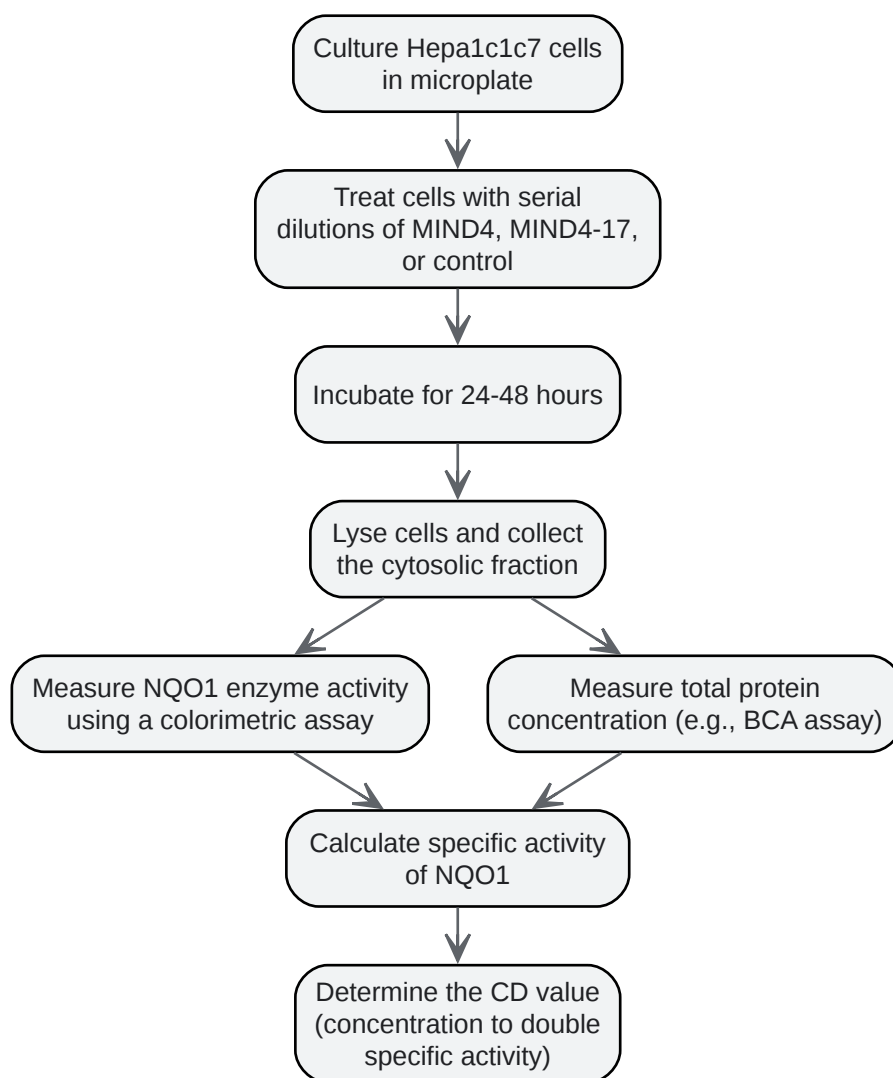 Culture Hepa1c1c7 cells
in microplate
Treat cells with serial
dilutions of MIND4, MIND4-17,
or control
Incubate for 24-48 hours
Lyse cells and collect
the cytosolic fraction
Measure NQO1 enzyme activity
using a colorimetric assay
Measure total protein
concentration (e.g., BCA assay)
Calculate specific activity
of NQO1
Determine the CD value
(concentration to double
specific activity)